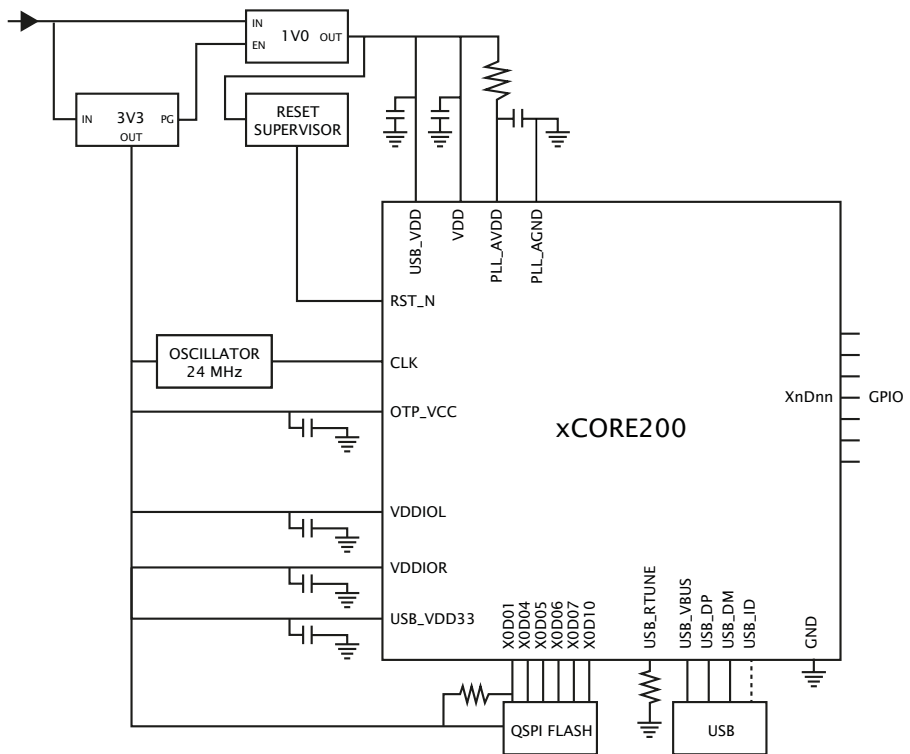 IN
EN
1V0
OUT
IN
3V3
PG
OUT
RESET
SUPERVISOR
USB_VDD
VDD
PLL_AVDD
PLL_AGND
RST_N
OSCILLATOR
24 MHz
CLK
OTP_VCC
XnDnn
GPIO
xCORE200
VDDIOL
VDDIOR
USB_VDD33
X0D01
X0D04
X0D05
X0D06
X0D07
X0D10
USB_RTUNE
USB_VBUS
USB_DP
USB_DM
USB_ID
GND
QSPI FLASH
USB